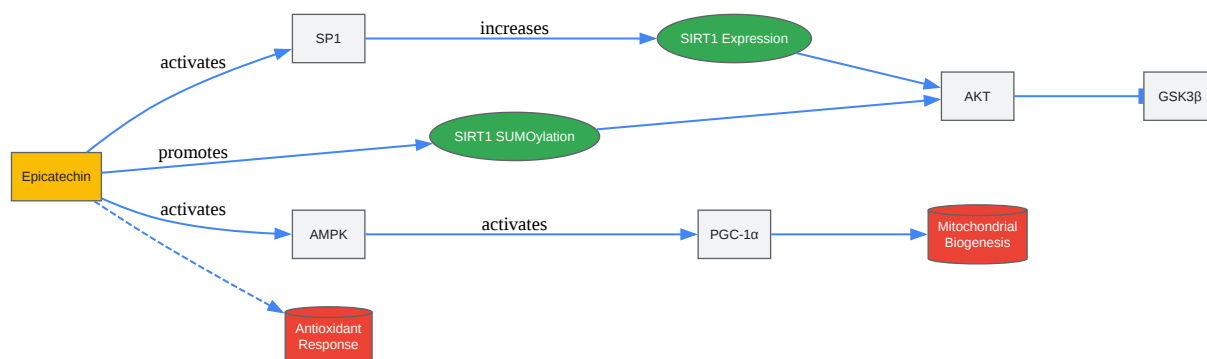 SP1
increases
SIRT1 Expression
activates
AKT
GSK3β
SIRT1 SUMOylation
promotes
Epicatechin
activates
AMPK
activates
PGC-1α
Mitochondrial
Biogenesis
Antioxidant
Response